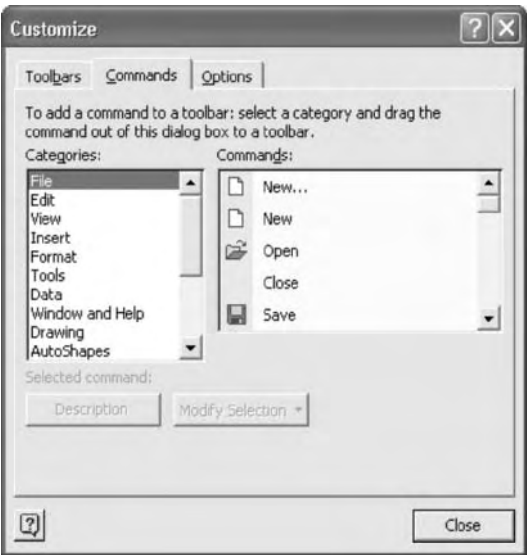 Customize
Toolbars Commands Options
To add a command to a toolbar: select a category and drag the
command out of this dialog box to a toolbar.
Categories: Commands:
File
Edit
View
Insert
Format
Tools
Data
Window and Help
Drawing
AutoShapes
New...
New
Open
Close
Save
Selected command:
Description Modify Selection
Close